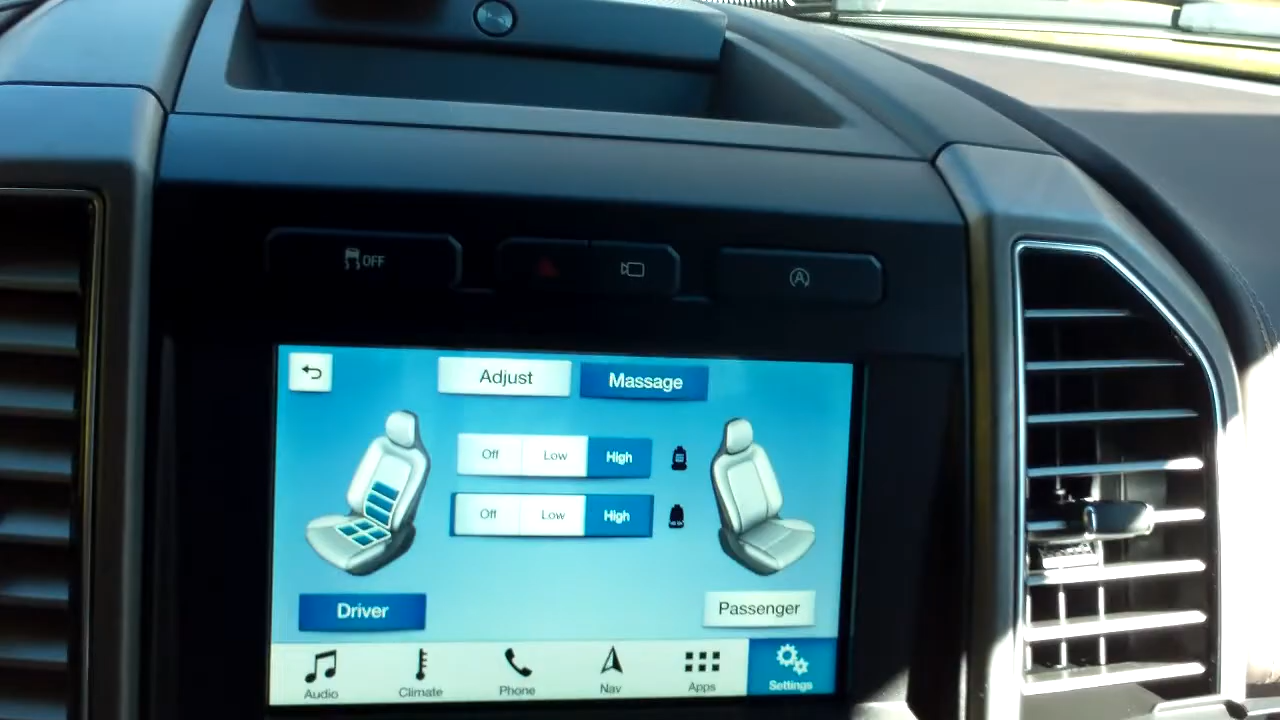 OFF
A
Adjust Massage
Off Low High
Off Low High
Driver Passenger
Audio Climate Phone Nav Apps Settings